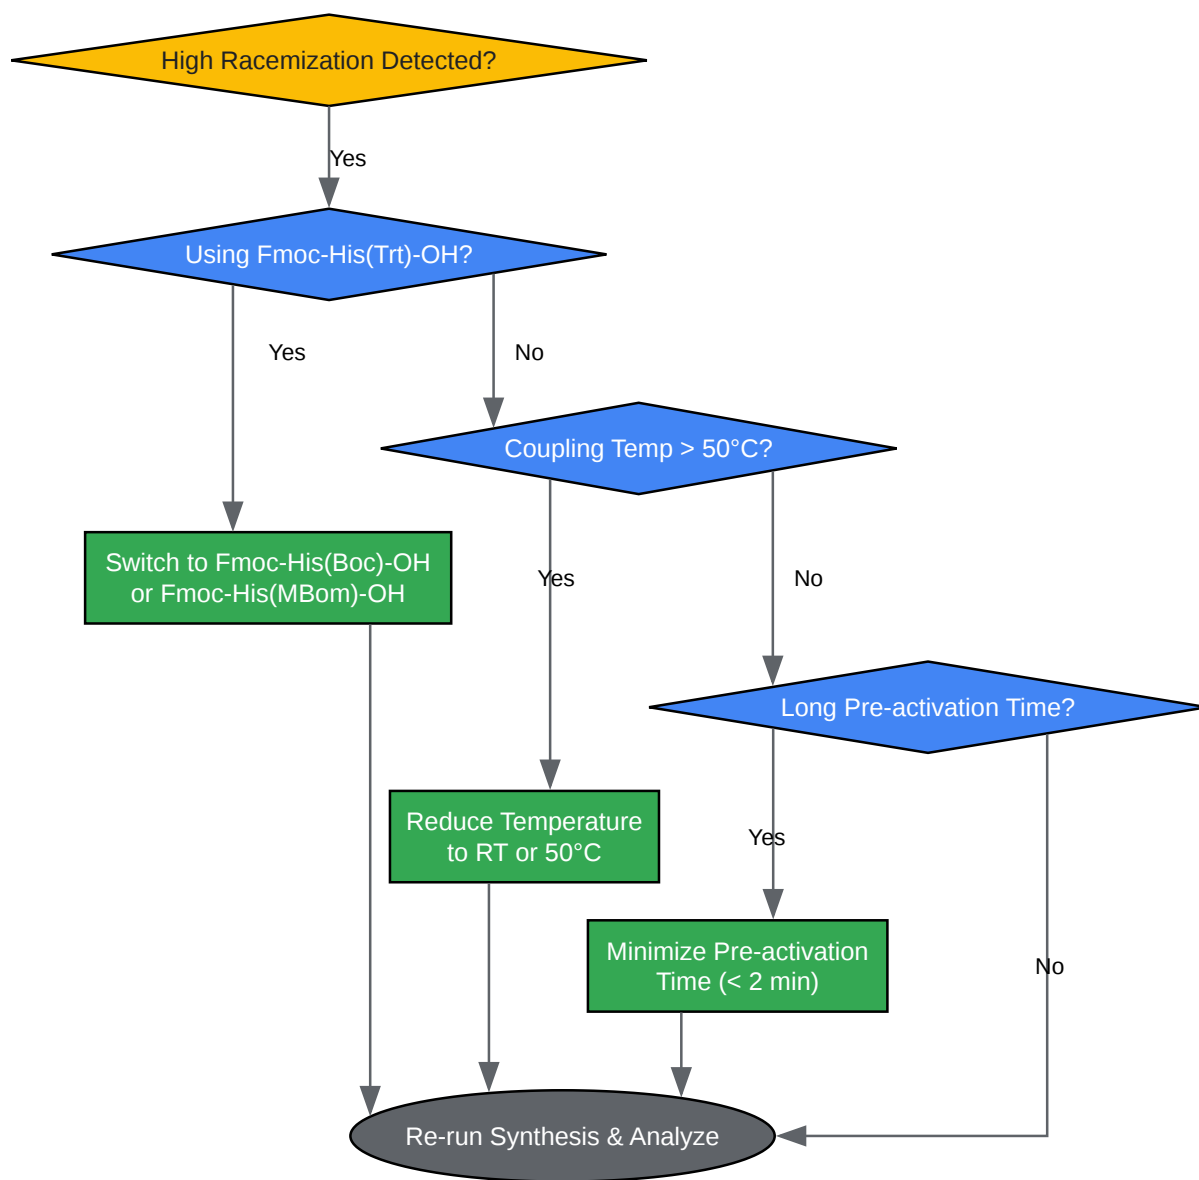 High Racemization Detected?
Yes
Using Fmoc-His(Trt)-OH?
Yes
No
Coupling Temp > 50°C?
Switch to Fmoc-His(Boc)-OH
or Fmoc-His(MBom)-OH
Yes
No
Long Pre-activation Time?
Reduce Temperature
to RT or 50°C
Yes
Minimize Pre-activation
Time (< 2 min)
No
Re-run Synthesis & Analyze